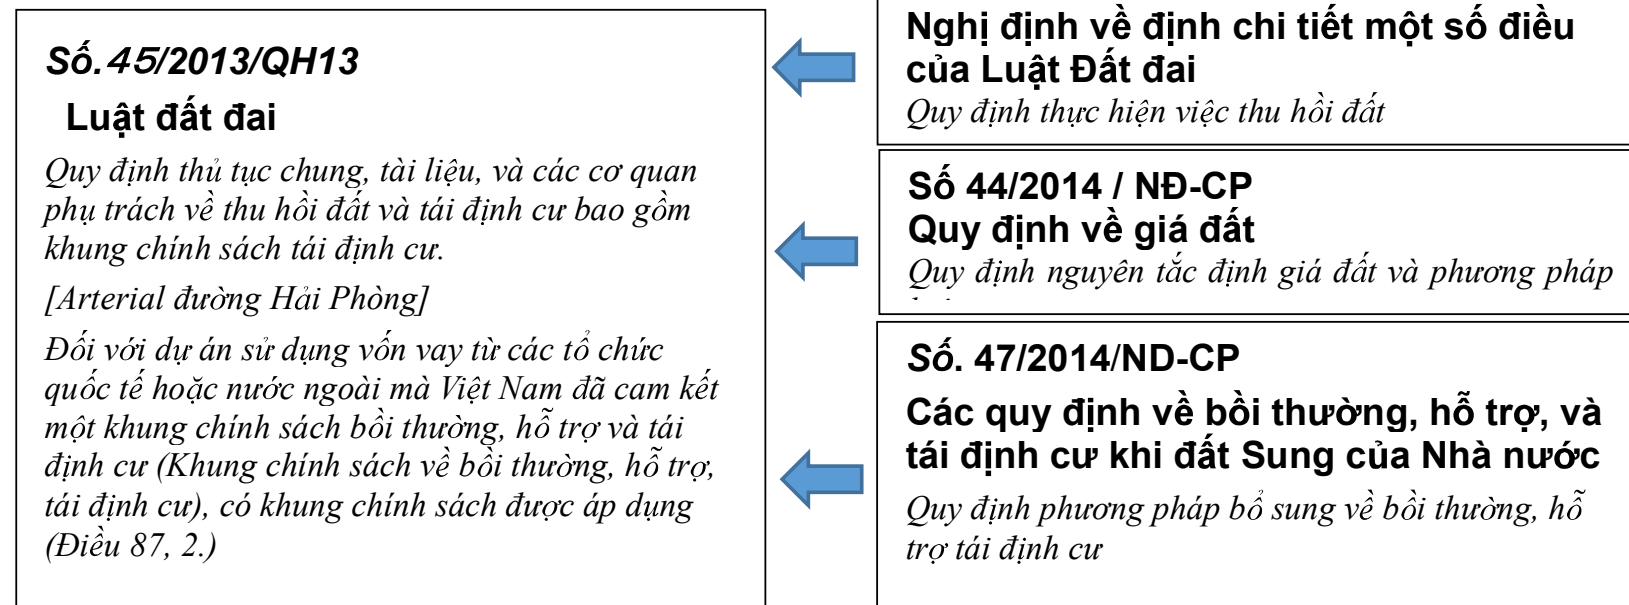 Số.45/2013/QH13
Luật đất đai
Quy định thủ tục chung, tài liệu, và các cơ quan
phụ trách về thu hồi đất và tái định cư bao gồm
khung chính sách tái định cư.
[Arterial đường Hải Phòng]
Đối với dự án sử dụng vốn vay từ các tổ chức
quốc tế hoặc nước ngoài mà Việt Nam đã cam kết
một khung chính sách bồi thường, hỗ trợ và tái
định cư (Khung chính sách về bồi thường, hỗ trợ,
tái định cư), có khung chính sách được áp dụng
(Điều 87, 2.)
Nghị định về định chi tiết một số điều
của Luật Đất đai
Quy định thực hiện việc thu hồi đất
Số 44/2014 / NĐ-CP
Quy định về giá đất
Quy định nguyên tắc định giá đất và phương pháp
Số. 47/2014/ND-CP
Các quy định về bồi thường, hỗ trợ, và
tái định cư khi đất Sung của Nhà nước
Quy định phương pháp bổ sung về bồi thường, hỗ
trợ tái định cư